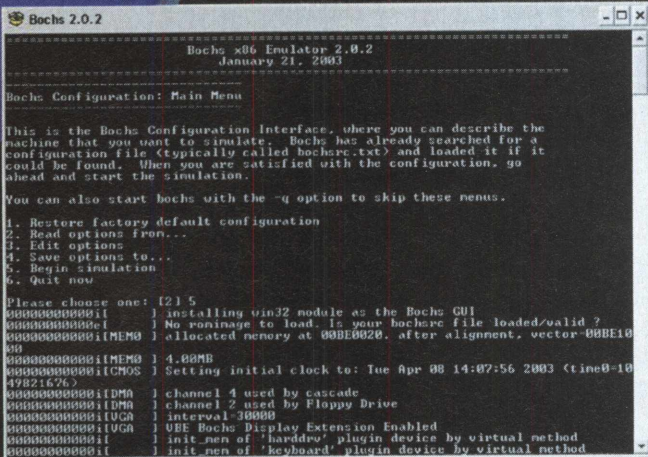 Bochs 2.0.2
Bochs x86 Emulator 2.0.2
January 21, 2003
Bochs Configuration: Main Menu
This is the Bochs Configuration Interface, where you can describe the
machine that you want to simulate. Bochs has already searched for a
configuration file (typically called bochsrc.txt) and loaded it if it
could be found. When you are satisfied with the configuration, go
ahead and start the simulation.
You can also start bochs with the -q option to skip these menus.
1. Restore factory default configuration
2. Read options from...
3. Edit options
4. Save options to...
5. Begin simulation
6. Quit now
Please choose one: [2] 5
00000000000i[     ] installing win32 module as the Bochs GUI
00000000000e[     ] No romimage to load. Is your bochsrc file loaded/valid ?
00000000000i[MEM0 ] allocated memory at 00BE0020. after alignment, vector=00BE10
00
00000000000i[MEM0 ] 4.00MB
00000000000i[CMOS ] Setting initial clock to: Tue Apr 08 14:07:56 2003 (time0=10
49821676)
00000000000i[DMA  ] channel 4 used by cascade
00000000000i[DMA  ] channel 2 used by Floppy Drive
00000000000i[VGA  ] interval=30000
00000000000i[VGA  ] VBE Bochs Display Extension Enabled
00000000000i[     ] init_mem of 'harddrv' plugin device by virtual method
00000000000i[     ] init_mem of 'keyboard' plugin device by virtual method